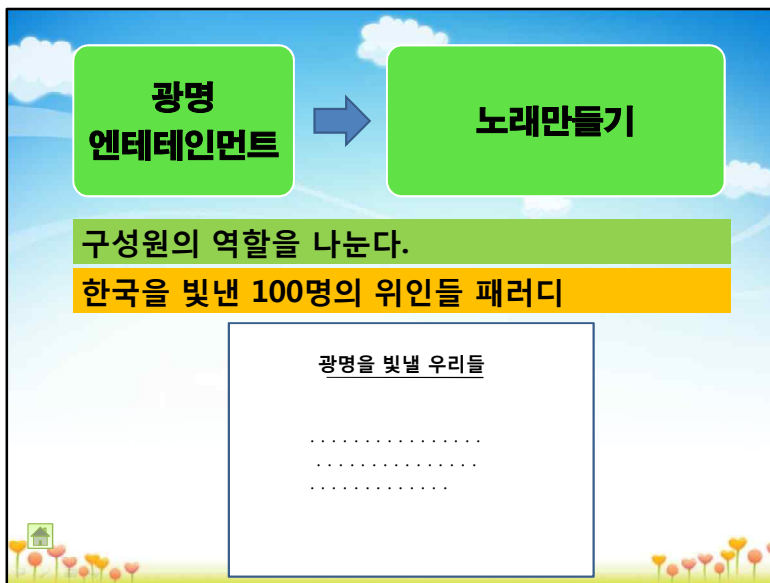 광명
엔테테인먼트
노래만들기
구성원의 역할을 나눈다.
한국을 빛낸 100명의 위인들 패러디
광명을 빛낼 우리들
. . . . . . . . . . . . . . . .
. . . . . . . . . . . . . . .
. . . . . . . . . . . . .